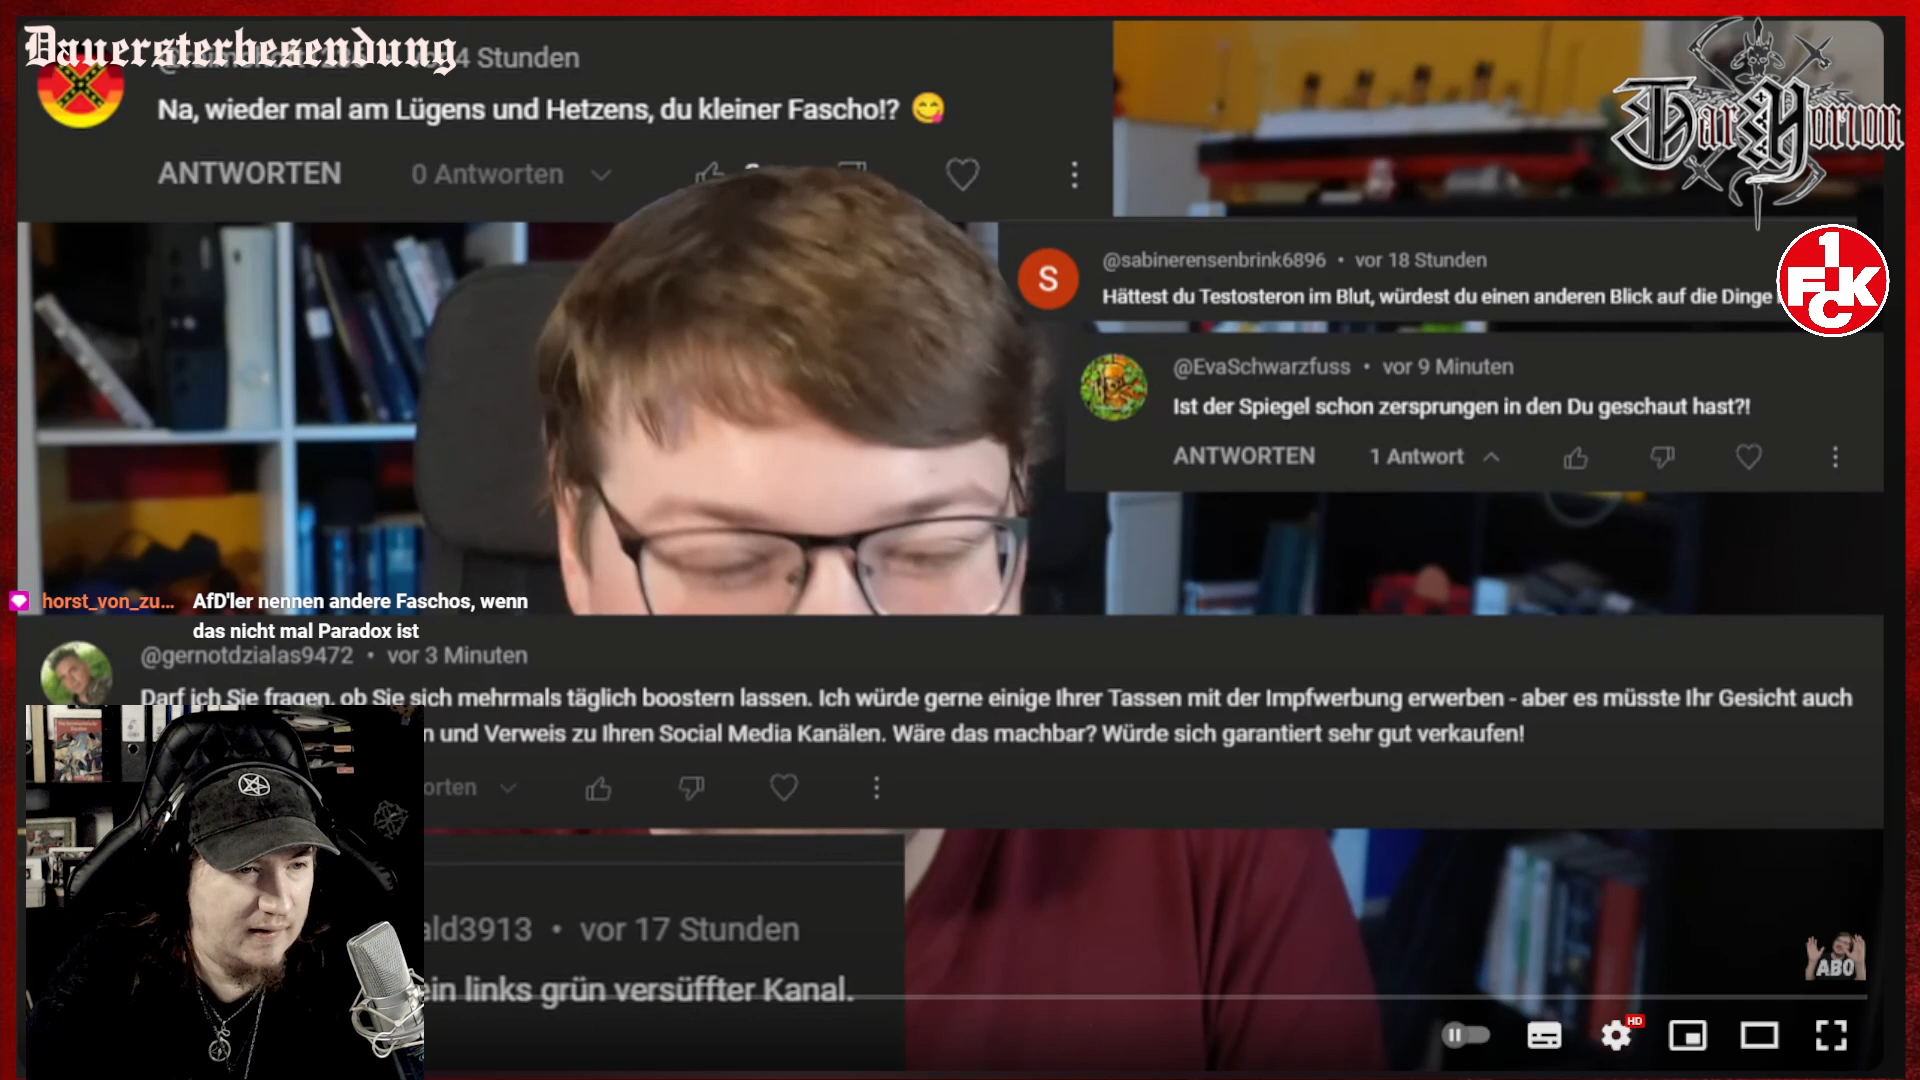 Dauersterbesendung
4 Stunden
Na, wieder mal am Lügens und Hetzens, du kleiner Fascho!?
ANTWORTEN 0 Antworten
Tar Horion
@sabinerensenbrink6896 • vor 18 Stunden
S
Hättest du Testosteron im Blut, würdest du einen anderen Blick auf die Dinge
1
FCK
@EvaSchwarzfuss • vor 9 Minuten
Ist der Spiegel schon zersprungen in den Du geschaut hast?!
ANTWORTEN 1 Antwort
horst_von_zu... AfD'ler nennen andere Faschos, wenn
das nicht mal Paradox ist
@gernotdzialas9472 • vor 3 Minuten
Darf ich Sie fragen, ob Sie sich mehrmals täglich boostern lassen. Ich würde gerne einige Ihrer Tassen mit der Impfwerbung erwerben - aber es müsste Ihr Gesicht auch
n und Verweis zu Ihren Social Media Kanälen. Wäre das machbar? Würde sich garantiert sehr gut verkaufen!
orten
ald3913 • vor 17 Stunden
ein links grün versüffter Kanal.
ABO
HD